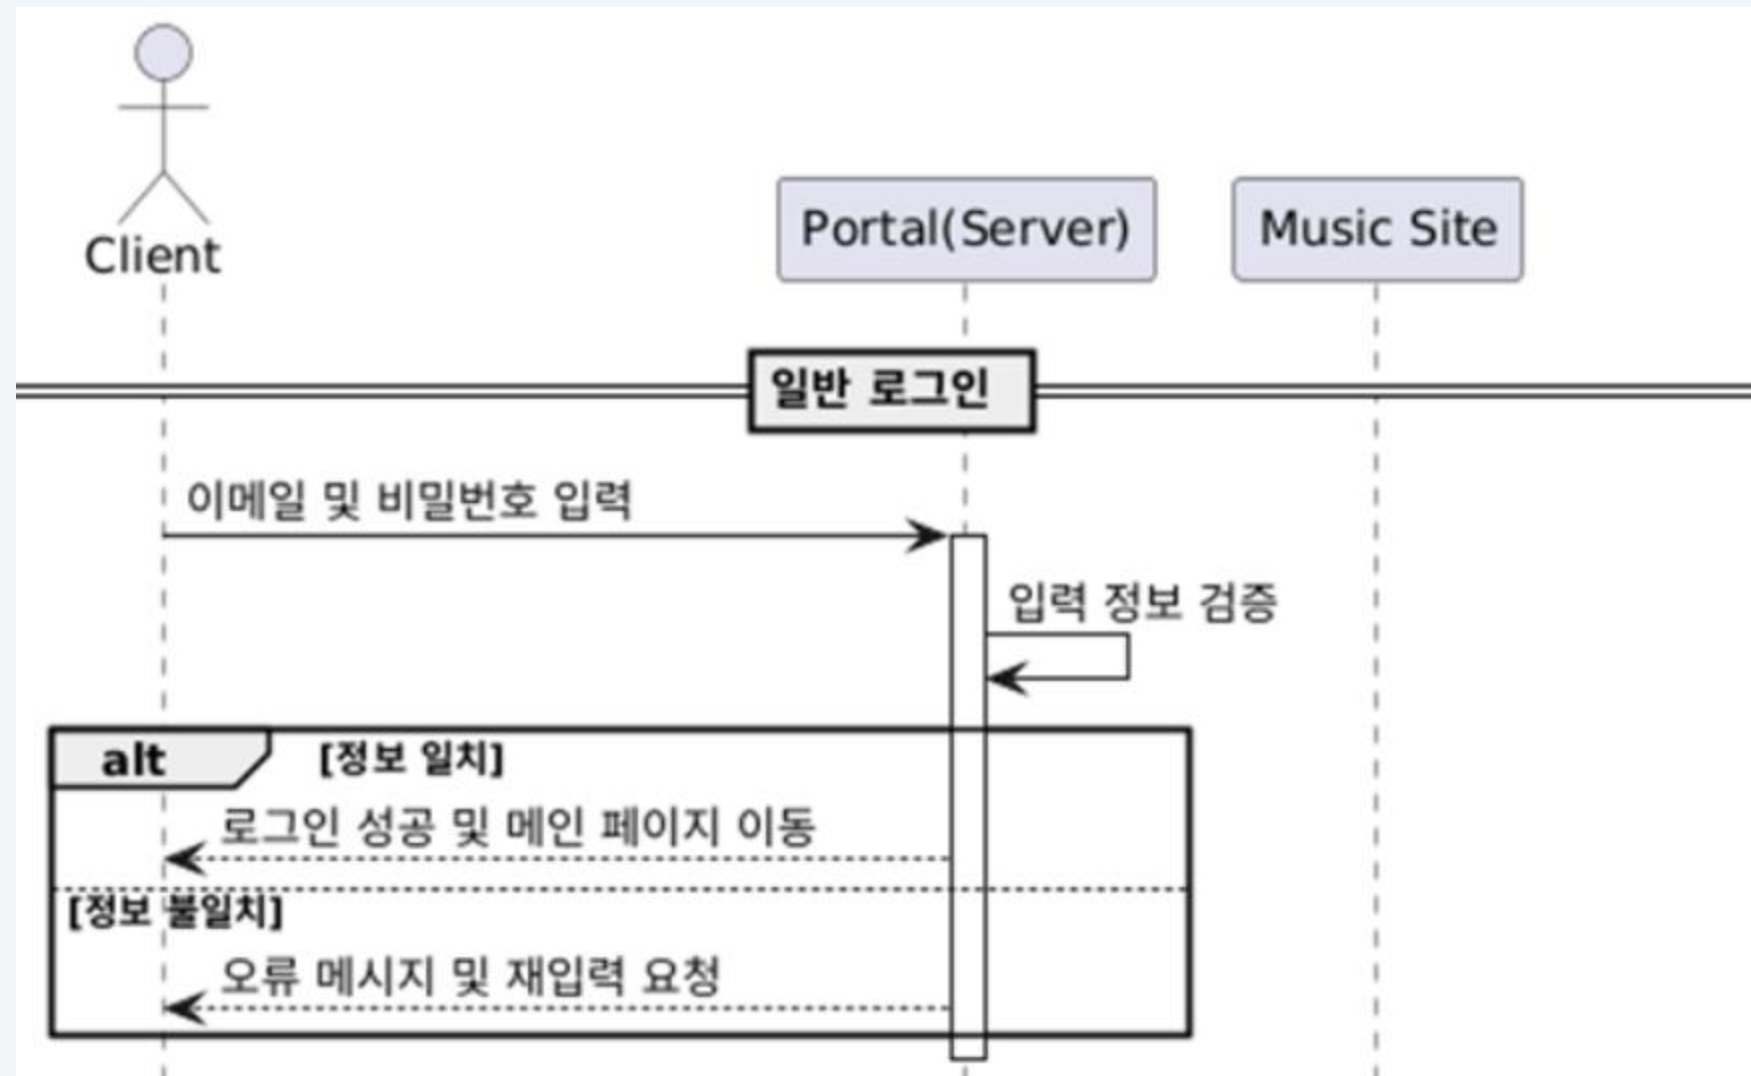 Client
Portal(Server)
Music Site
일반 로그인
이메일 및 비밀번호 입력
입력 정보 검증
alt
[정보 일치]
로그인 성공 및 메인 페이지 이동
[정보 불일치]
오류 메시지 및 재입력 요청